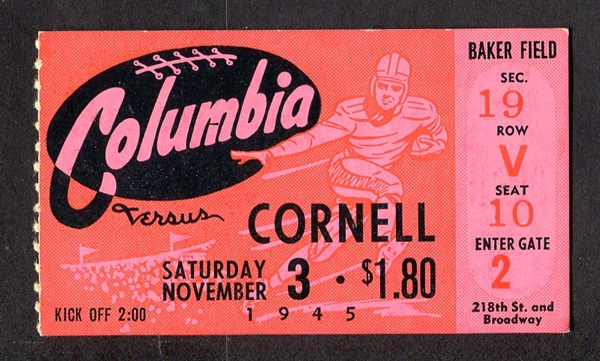 Columbia
Versus
CORNELL
SATURDAY
NOVEMBER 3 • $1.80
KICK OFF 2:00
1945
BAKER FIELD
SEC.
19
ROW
V
SEAT
10
ENTER GATE
2
218th St. and
Broadway